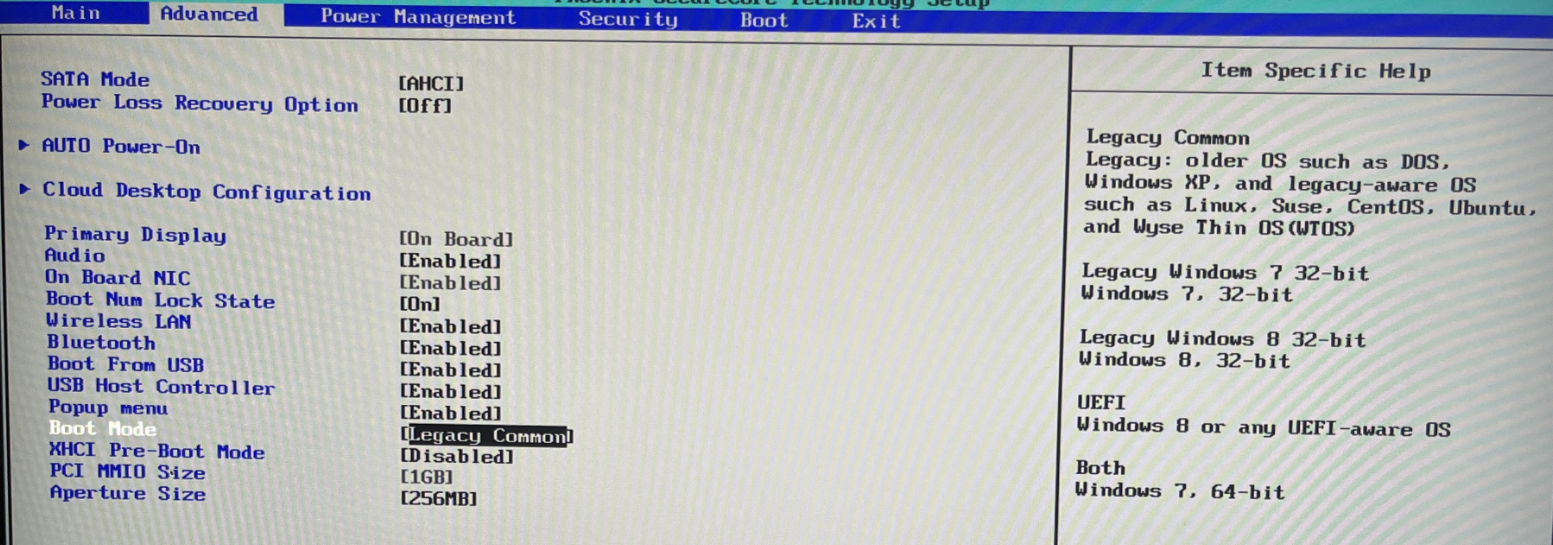 Phoenix SecureCore Technology Setup
Main Advanced Power Management Security Boot Exit
SATA Mode [AHCI]
Power Loss Recovery Option [Off]
▶ AUTO Power-On
▶ Cloud Desktop Configuration
Primary Display [On Board]
Audio [Enabled]
On Board NIC [Enabled]
Boot Num Lock State [On]
Wireless LAN [Enabled]
Bluetooth [Enabled]
Boot From USB [Enabled]
USB Host Controller [Enabled]
Popup menu [Enabled]
Boot Mode [Legacy Common]
XHCI Pre-Boot Mode [Disabled]
PCI MMIO Size [1GB]
Aperture Size [256MB]
Item Specific Help
Legacy Common
Legacy: older OS such as DOS,
Windows XP, and legacy-aware OS
such as Linux, Suse, CentOS, Ubuntu,
and Wyse Thin OS(WTOS)
Legacy Windows 7 32-bit
Windows 7, 32-bit
Legacy Windows 8 32-bit
Windows 8, 32-bit
UEFI
Windows 8 or any UEFI-aware OS
Both
Windows 7, 64-bit